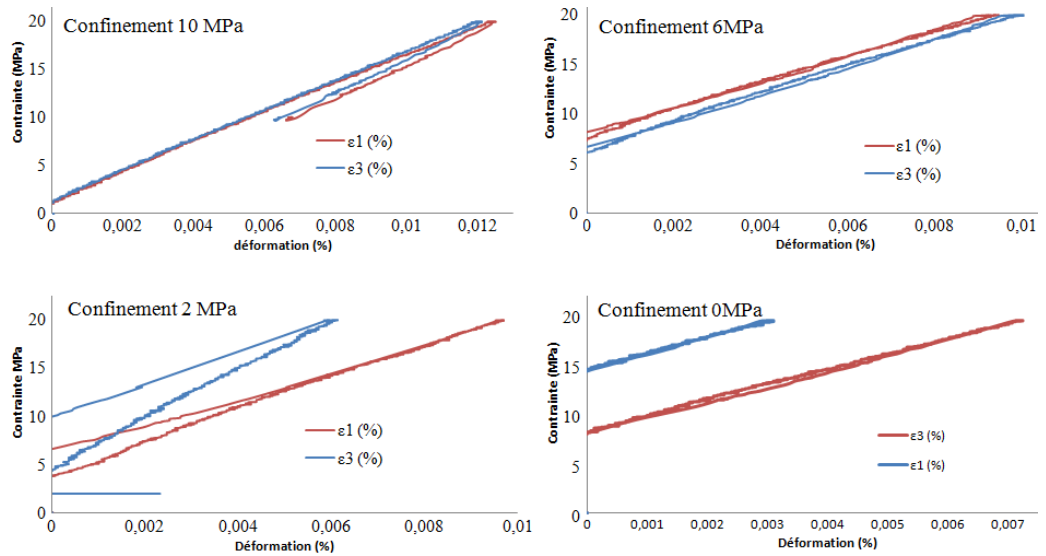 Confinement 10 MPa
Contrainte (MPa)
20
15
10
5
0
ε1 (%)
ε3 (%)
0 0,002 0,004 0,006 0,008 0,01 0,012
déformation (%)
Confinement 6MPa
Contrainte (MPa)
20
15
10
5
0
ε1 (%)
ε3 (%)
0 0,002 0,004 0,006 0,008 0,01
Déformation (%)
Confinement 2 MPa
Contrainte MPa)
20
15
10
5
0
ε1 (%)
ε3 (%)
0 0,002 0,004 0,006 0,008 0,01
Déformation (%)
Confinement 0MPa
Contrainte (MPa)
20
15
10
5
0
ε3 (%)
ε1 (%)
0 0,001 0,002 0,003 0,004 0,005 0,006 0,007
Déformation (%)